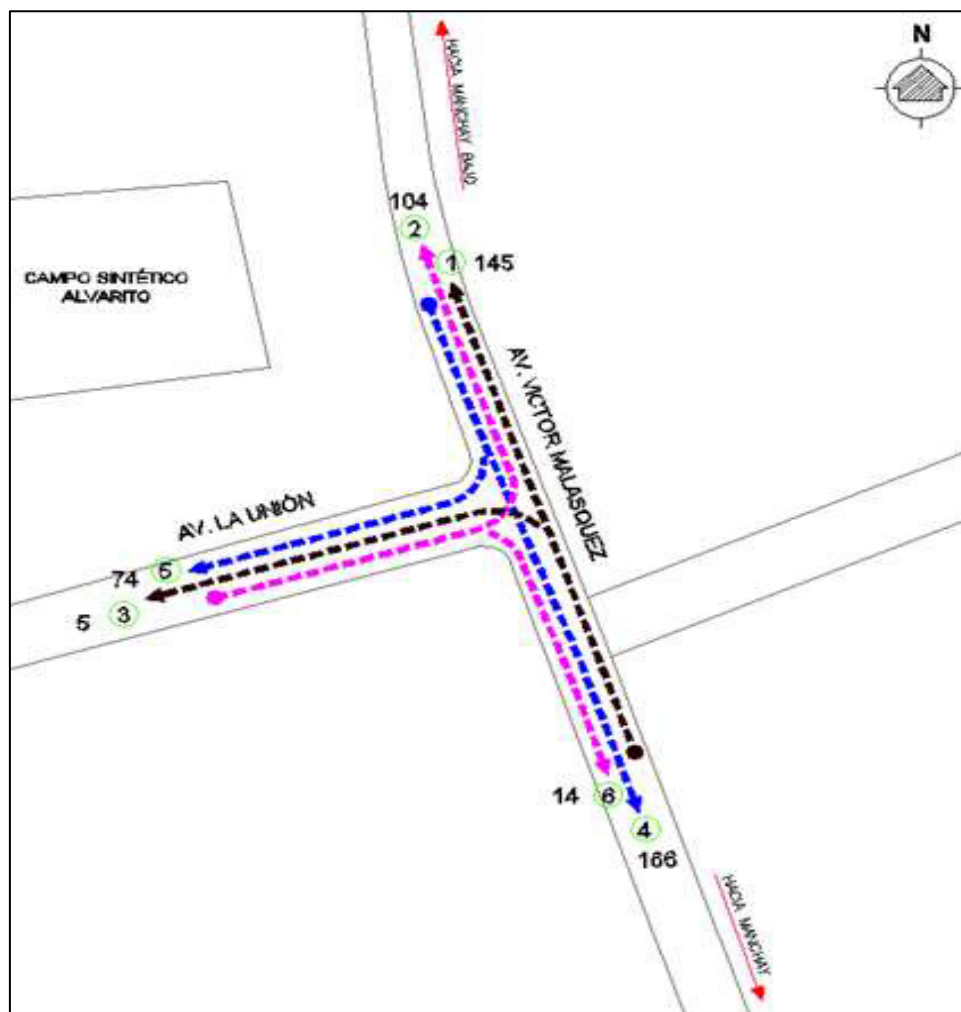 N
HACIA MANCHAY BAJO
104
2
1
145
CAMPO SINTÉTICO
ALVARITO
AV. VICTOR MALASQUEZ
AV. LA UNIÓN
5
74
3
5
14
6
4
166
HACIA MANCHAY